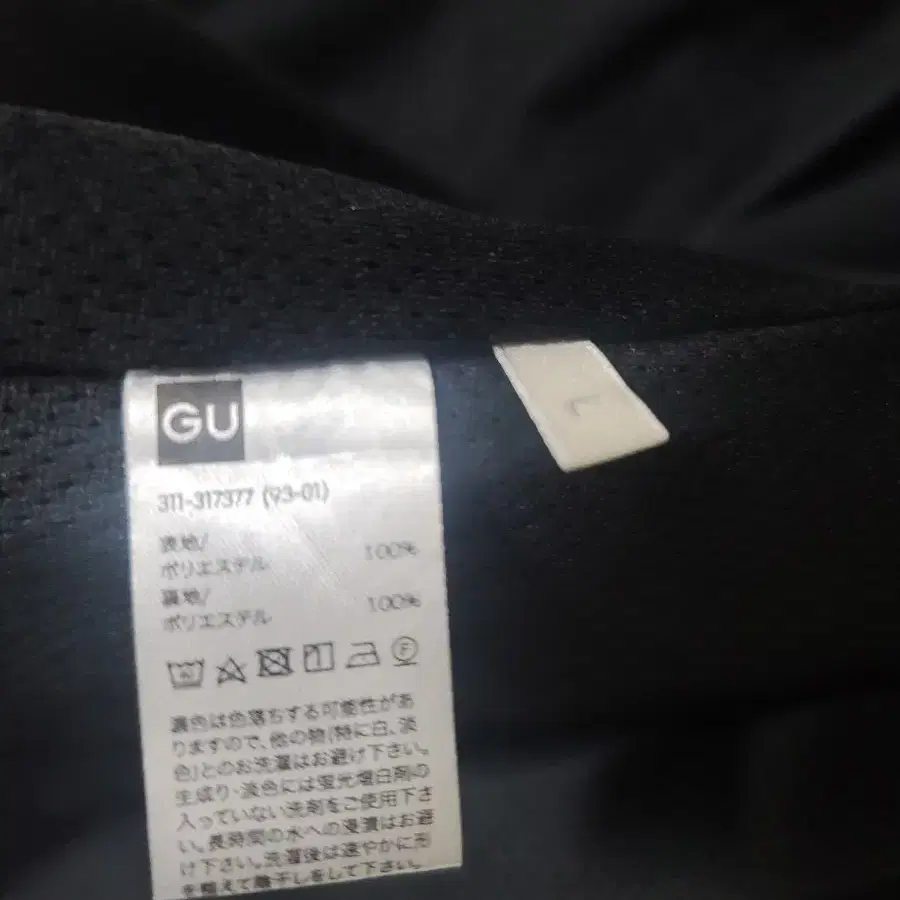 GU
311-317377 (93-01)
表地/
ポリエステル 100%
裏地/
ポリエステル 100%
F
濃色は色落ちする可能性があ
りますので、他の物(特に白、淡
色)とのお洗濯はお避け下さい。
生成り・淡色には蛍光増白剤の
入っていない洗剤をご使用下さ
い。長時間の水への浸漬はお避
け下さい。洗濯後は速やかに形
を整えて陰干しをして下さい。
L